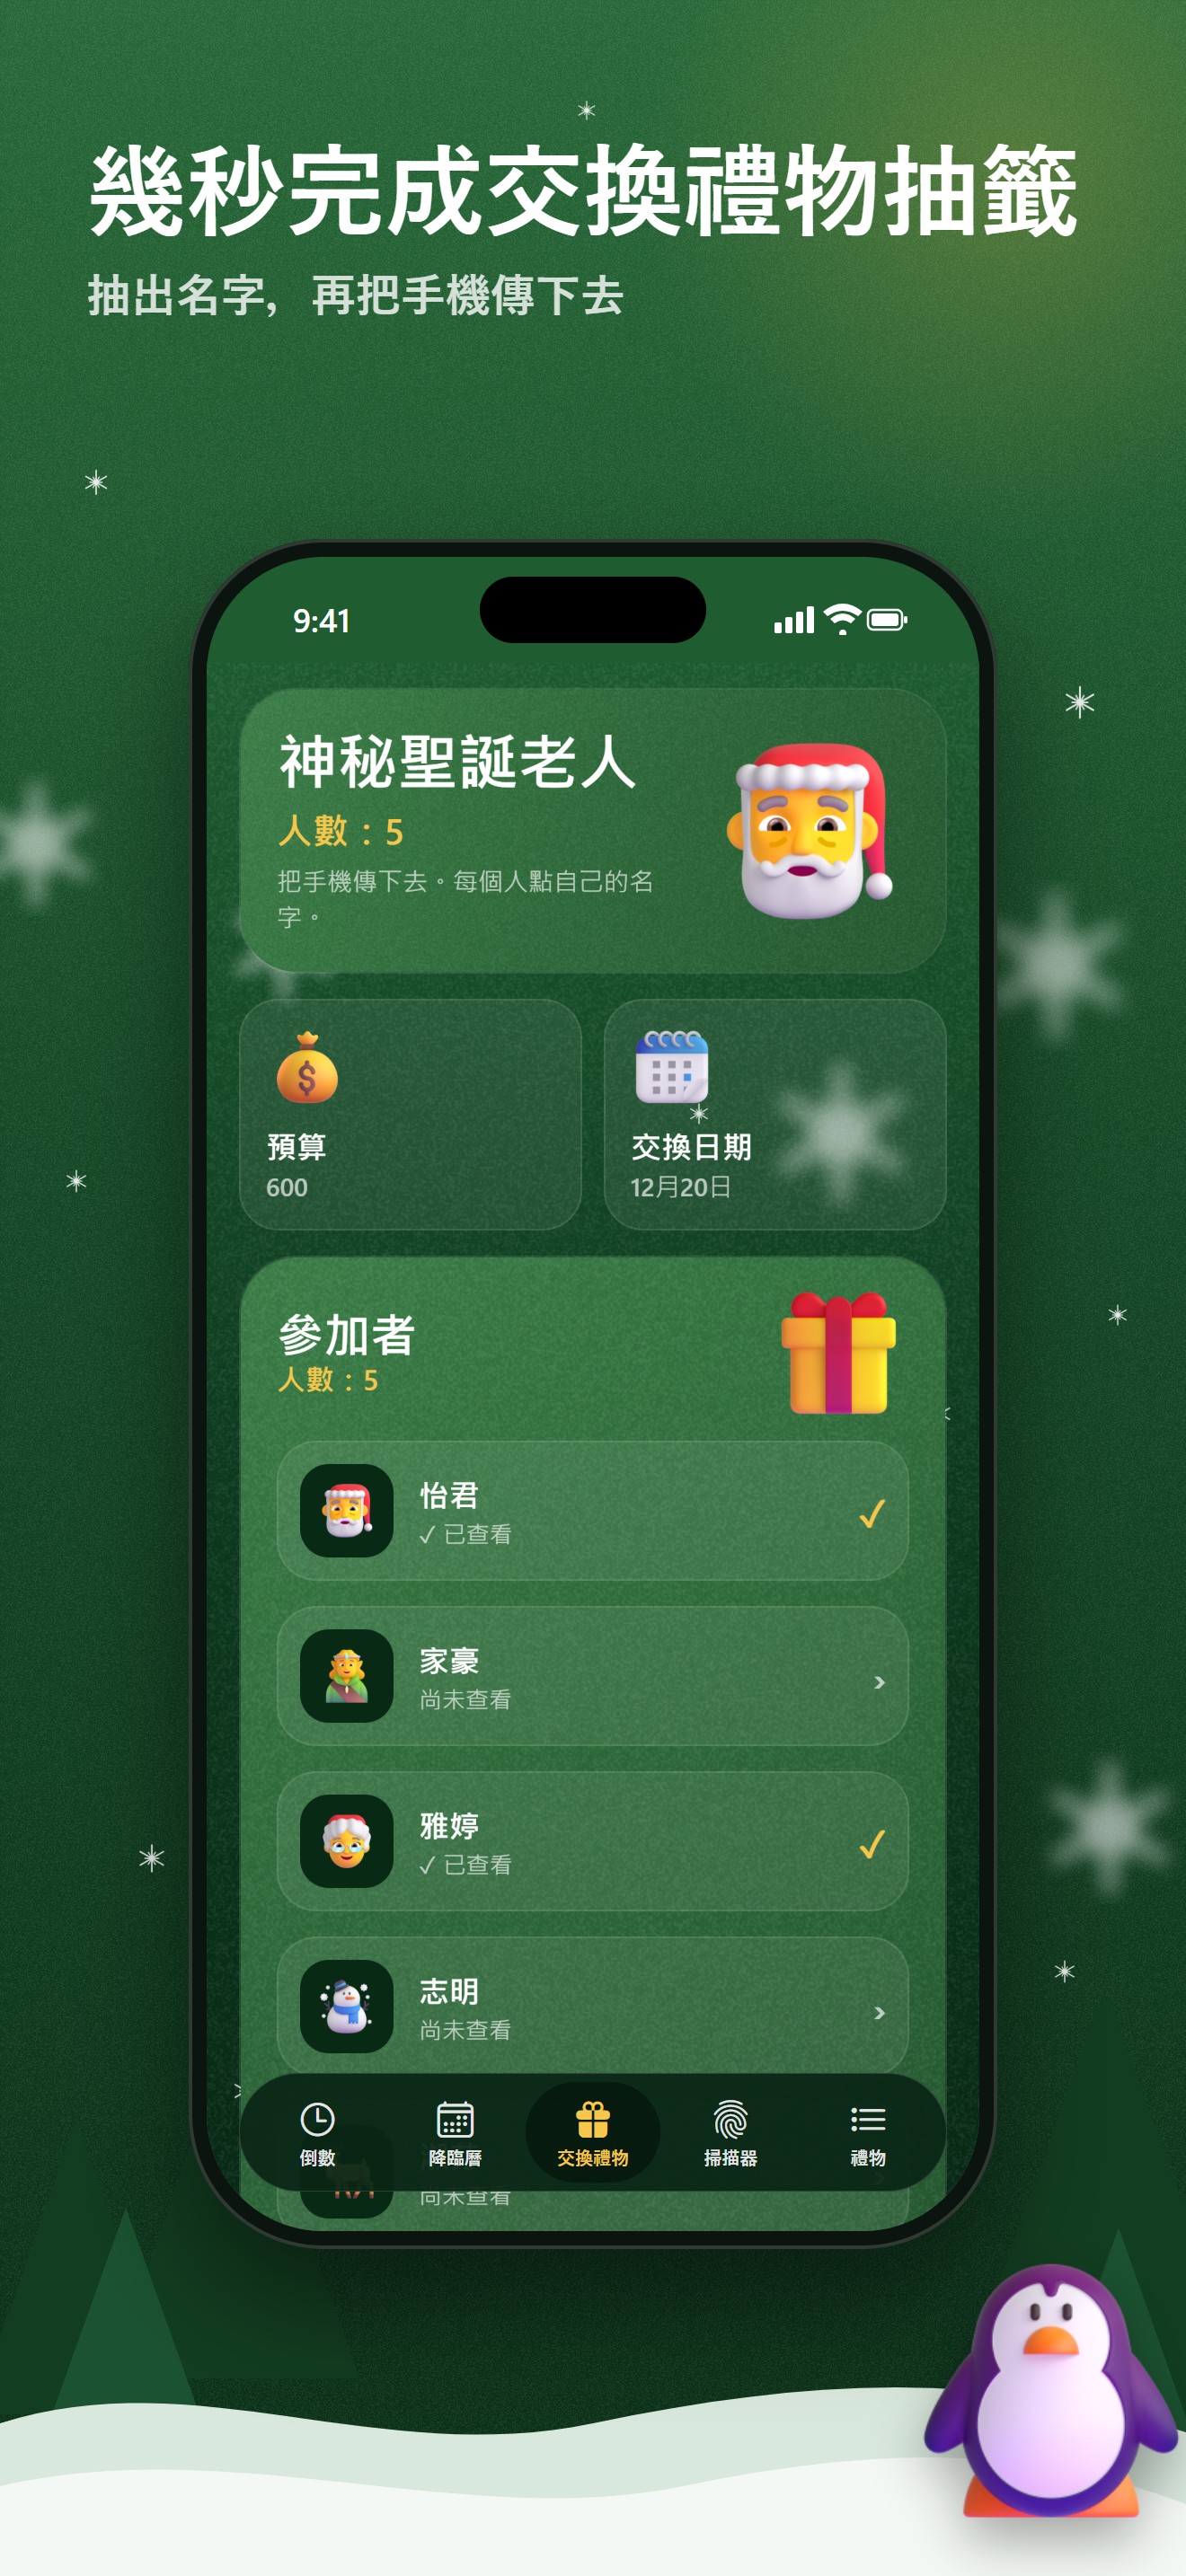 幾秒完成交換禮物抽籤
抽出名字，再把手機傳下去
9:41
神秘聖誕老人
人數：5
把手機傳下去。每個人點自己的名
字。
預算
600
交換日期
12月20日
參加者
人數：5
怡君
✓ 已查看
家豪
尚未查看
雅婷
✓ 已查看
志明
尚未查看
倒數
降臨曆
交換禮物
掃描器
禮物
尚未查看